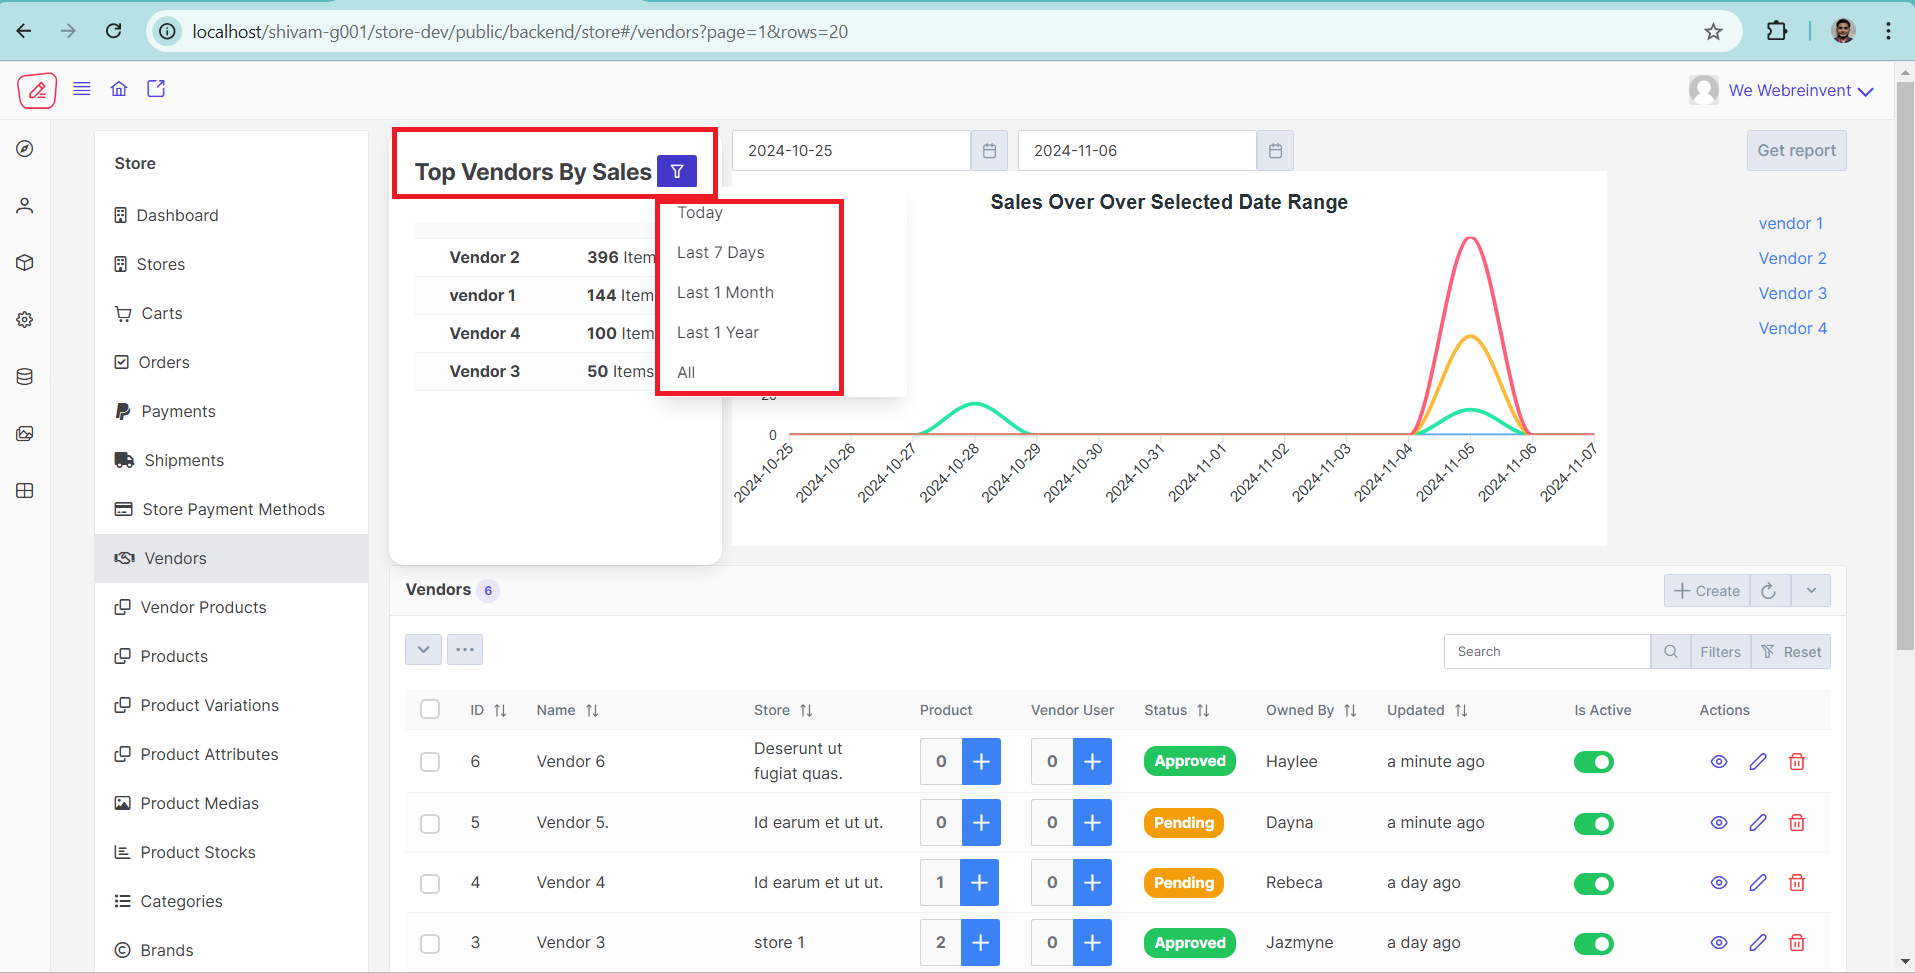 localhost/shivam-g001/store-dev/public/backend/store#/vendors?page=1&rows=20
We Webreinvent
Store
Dashboard
Stores
Carts
Orders
Payments
Shipments
Store Payment Methods
Vendors
Vendor Products
Products
Product Variations
Product Attributes
Product Medias
Product Stocks
Categories
Brands
Top Vendors By Sales
Vendor 2 396 Item
vendor 1 144 Item
Vendor 4 100 Item
Vendor 3 50 Items
Today
Last 7 Days
Last 1 Month
Last 1 Year
All
2024-10-25 2024-11-06
Get report
Sales Over Over Selected Date Range
0
2024-10-25 2024-10-26 2024-10-27 2024-10-28 2024-10-29 2024-10-30 2024-10-31 2024-11-01 2024-11-02 2024-11-03 2024-11-04 2024-11-05 2024-11-06 2024-11-07
vendor 1
Vendor 2
Vendor 3
Vendor 4
Vendors 6
Create
Search Filters Reset
ID Name Store Product Vendor User Status Owned By Updated Is Active Actions
6 Vendor 6 Deserunt ut
fugiat quas. 0 0 Approved Haylee a minute ago
5 Vendor 5. Id earum et ut ut. 0 0 Pending Dayna a minute ago
4 Vendor 4 Id earum et ut ut. 1 0 Pending Rebeca a day ago
3 Vendor 3 store 1 2 0 Approved Jazmyne a day ago